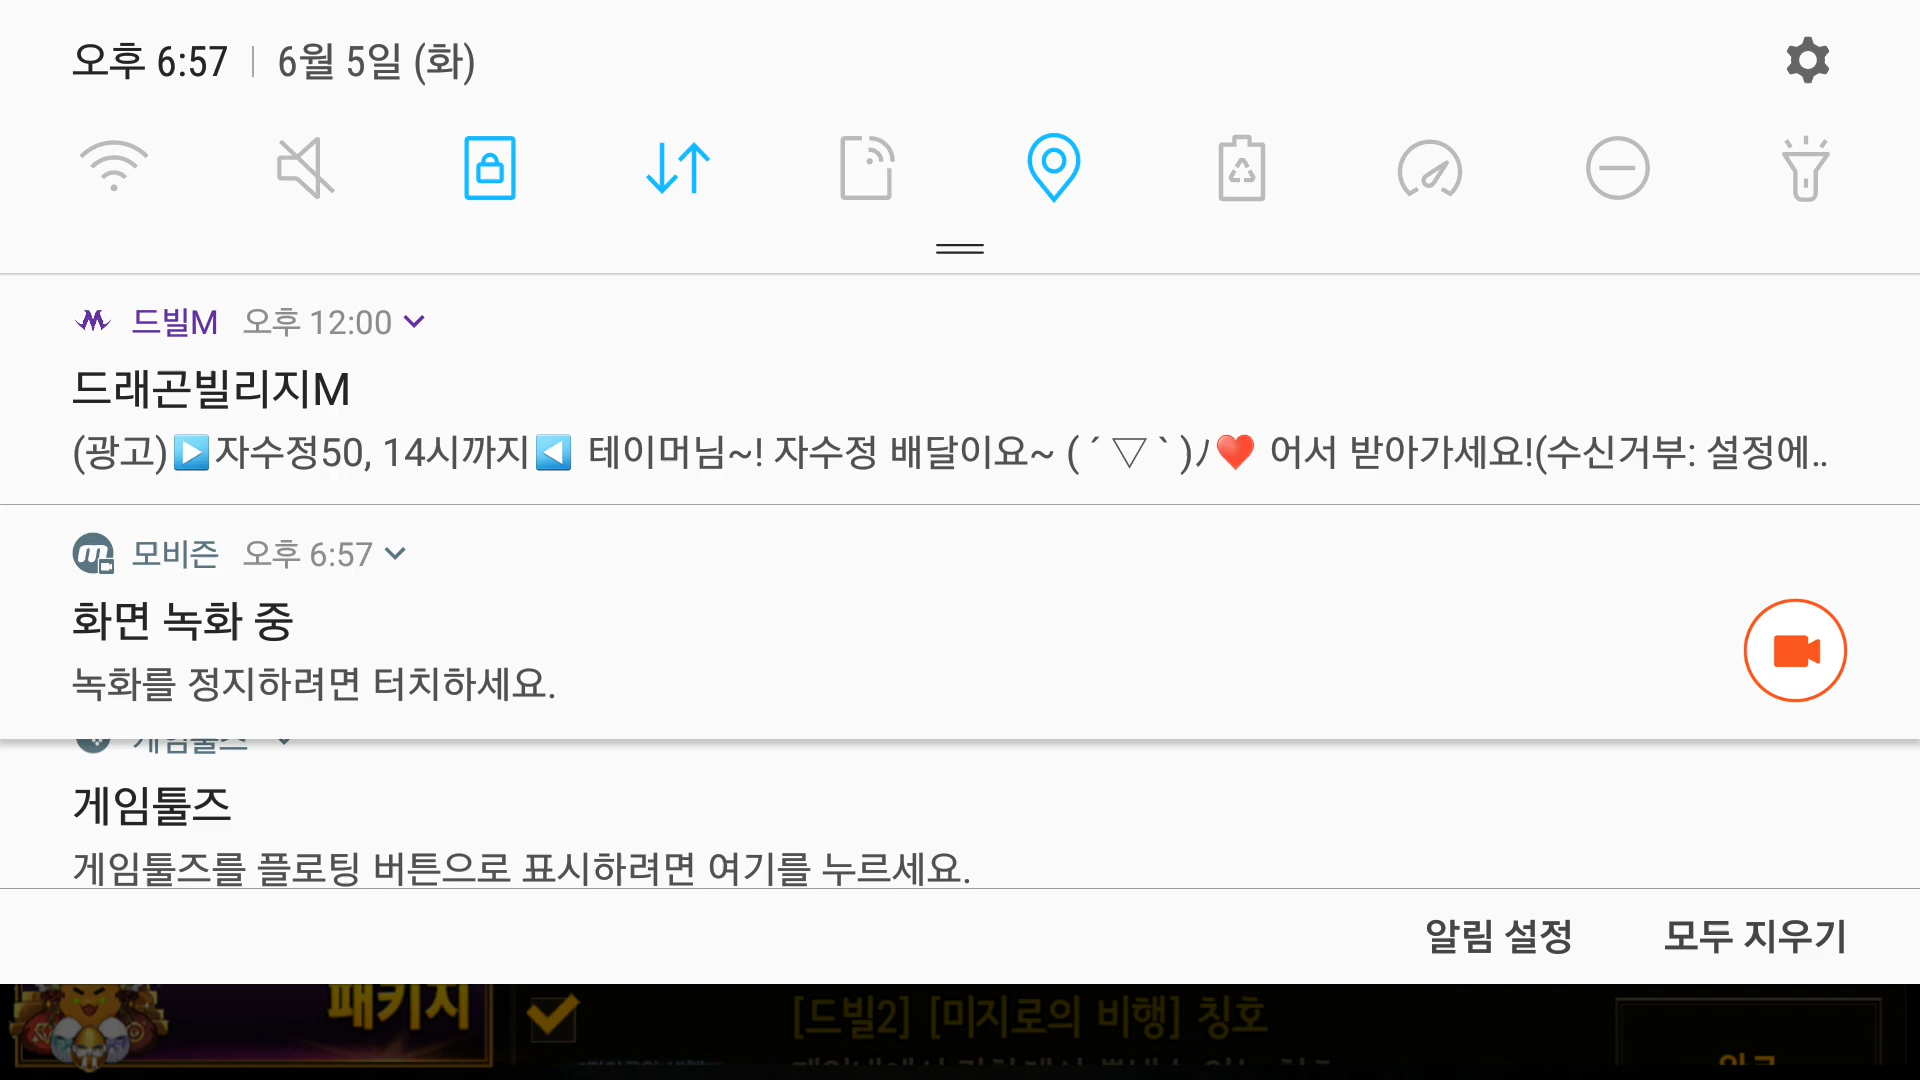 오후 6:57 | 6월 5일 (화)
드빌M 오후 12:00
드래곤빌리지M
(광고)▶️자수정50, 14시까지◀️ 테이머님~! 자수정 배달이요~ ( ´ ▽ ` )ﾉ❤️ 어서 받아가세요!(수신거부: 설정에..
모비즌 오후 6:57
화면 녹화 중
녹화를 정지하려면 터치하세요.
게임툴즈
게임툴즈
게임툴즈를 플로팅 버튼으로 표시하려면 여기를 누르세요.
알림 설정 모두 지우기
패키지
[드빌2] [미지로의 비행] 칭호